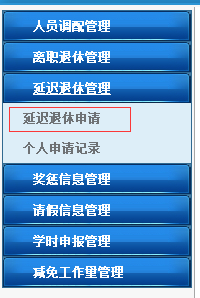 人员调配管理
离职退休管理
延迟退休管理
延迟退休申请
个人申请记录
奖惩信息管理
请假信息管理
学时申报管理
减免工作量管理